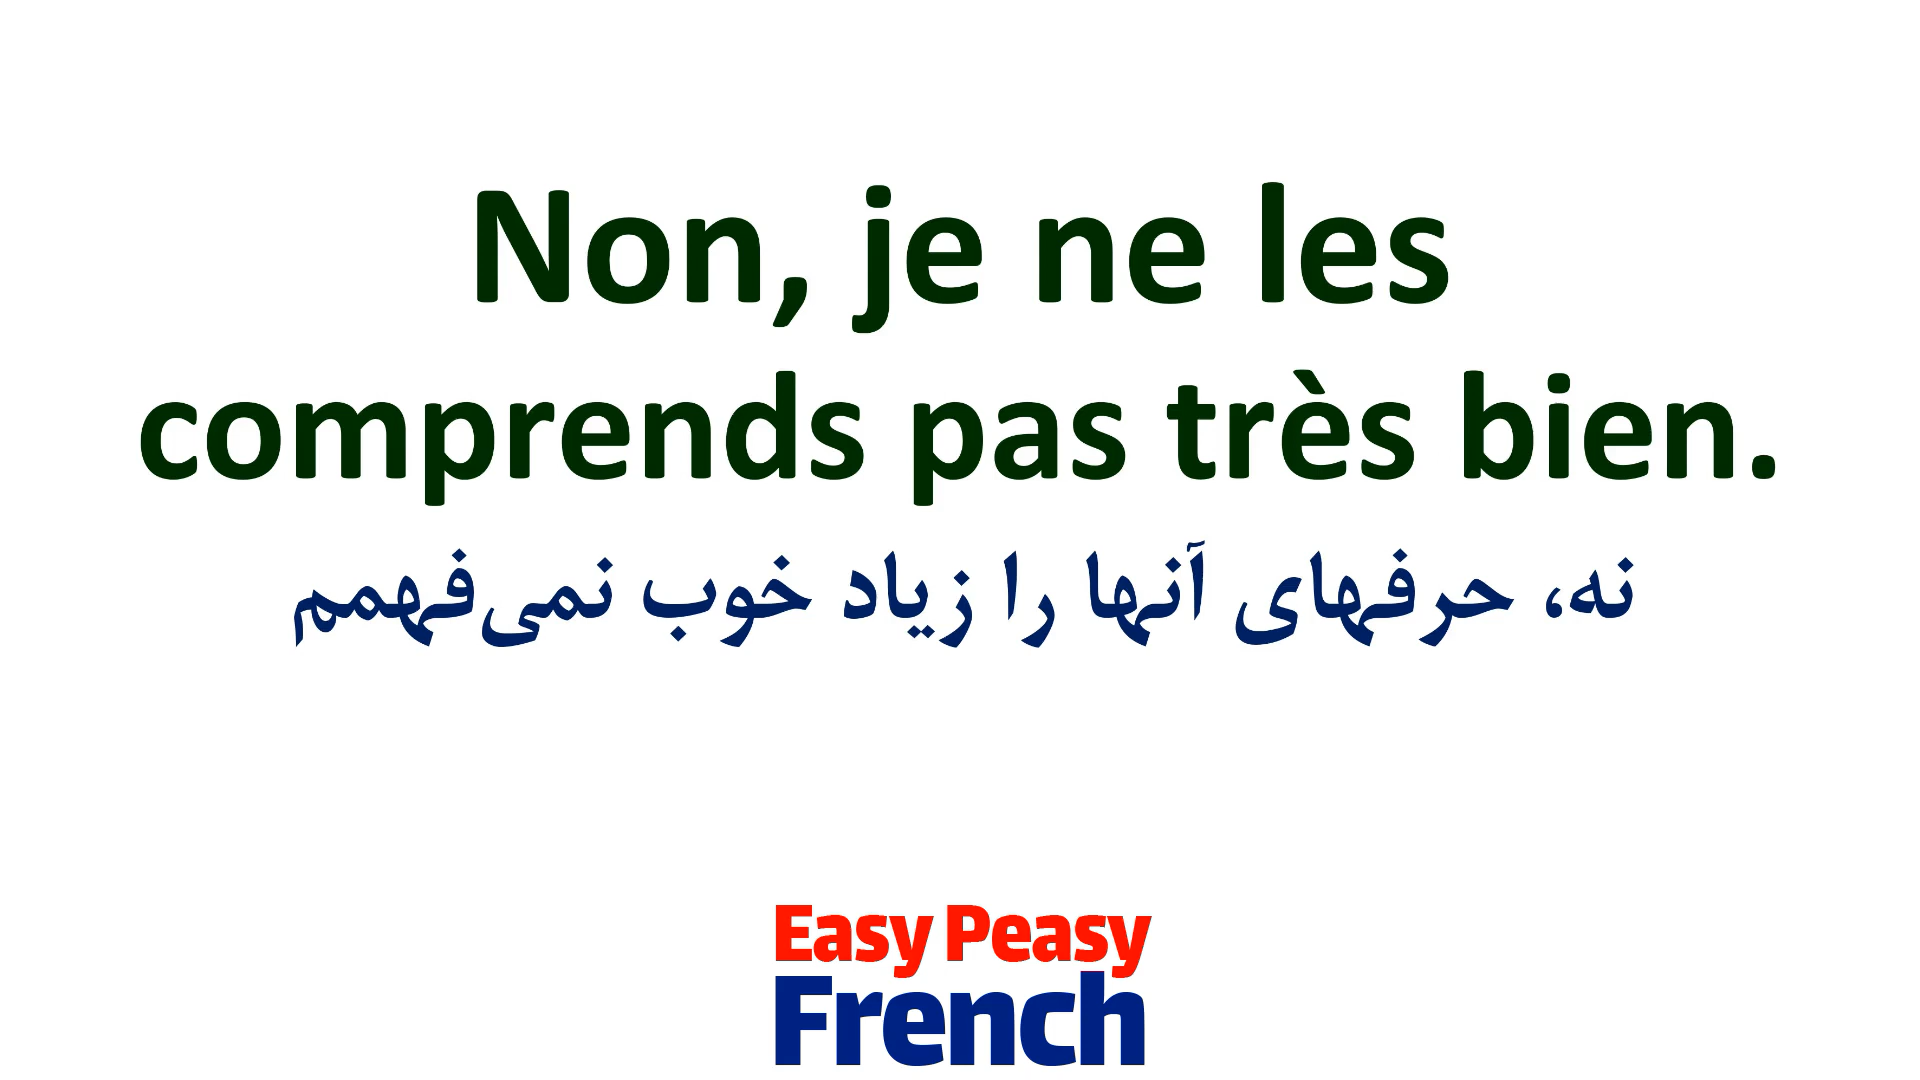 Non, je ne les
comprends pas très bien.
نه، حرفهای آنها را زیاد خوب نمی‌فهمم
Easy Peasy
French